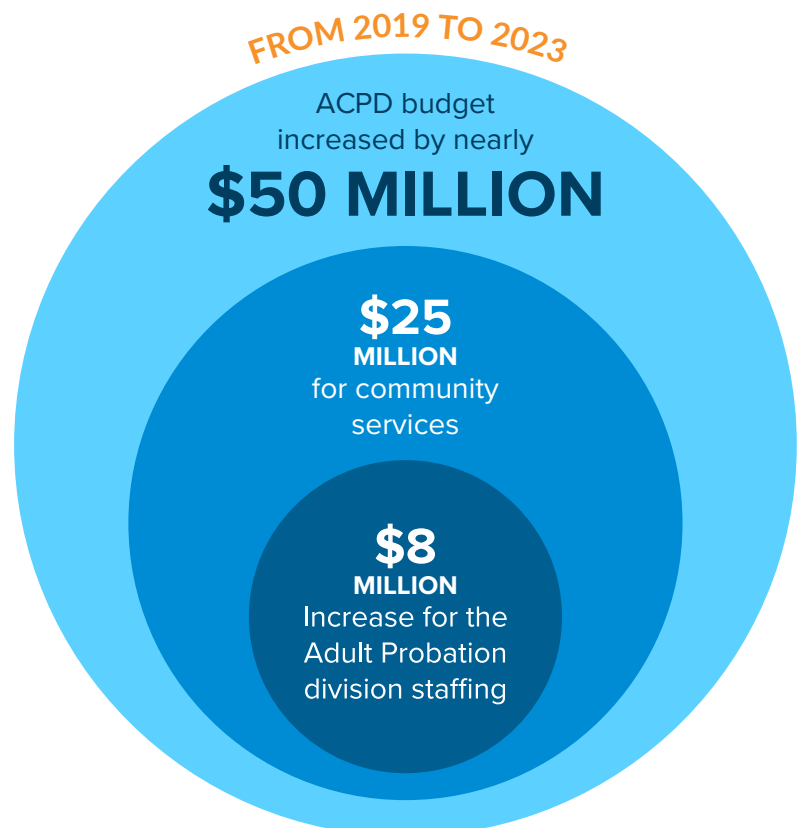 FROM 2019 TO 2023
ACPD budget
increased by nearly
$50 MILLION
$25
MILLION
for community
services
$8
MILLION
Increase for the
Adult Probation
division staffing